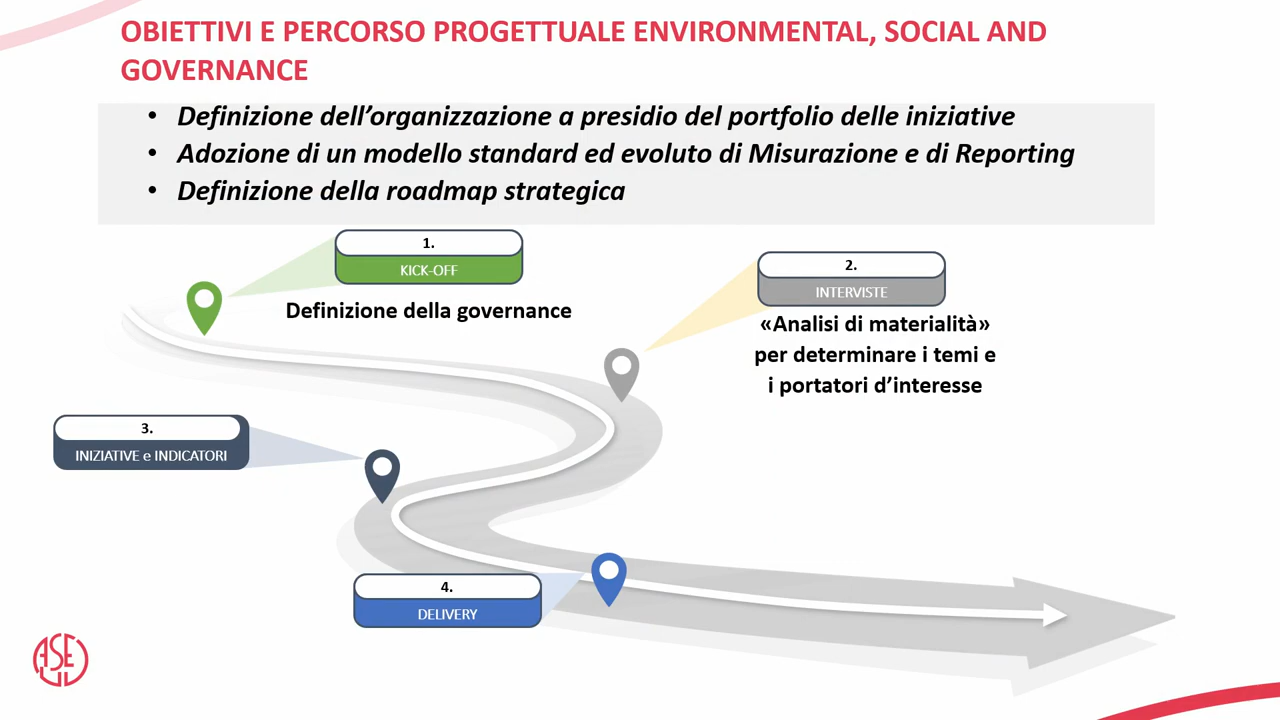 OBIETTIVI E PERCORSO PROGETTUALE ENVIRONMENTAL, SOCIAL AND
GOVERNANCE
• Definizione dell’organizzazione a presidio del portfolio delle iniziative
• Adozione di un modello standard ed evoluto di Misurazione e di Reporting
• Definizione della roadmap strategica
1.
KICK-OFF
Definizione della governance
2.
INTERVISTE
«Analisi di materialità»
per determinare i temi e
i portatori d’interesse
3.
INIZIATIVE e INDICATORI
4.
DELIVERY